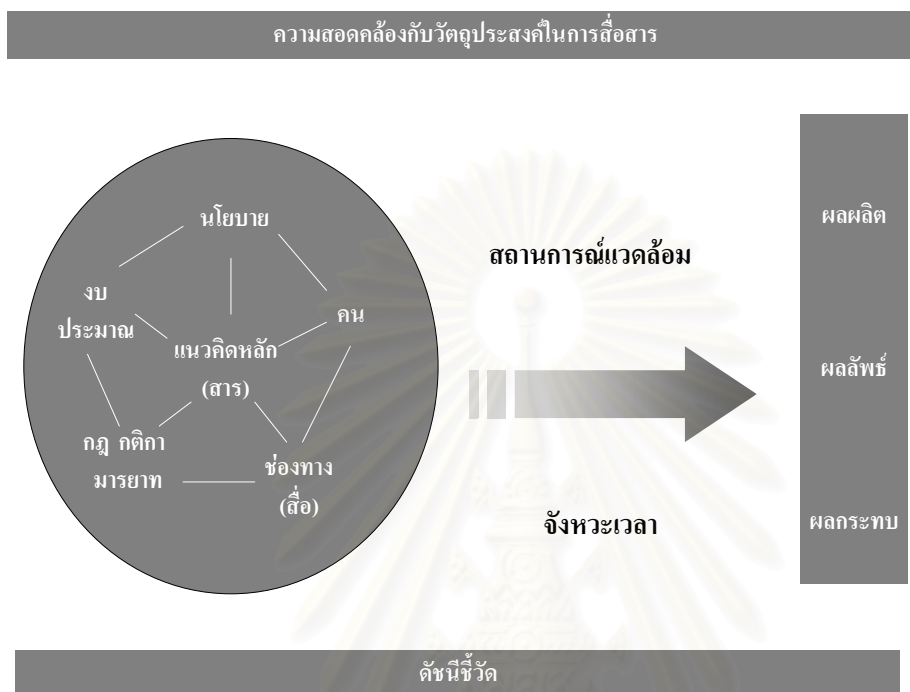 ความสอดคล้องกับวัตถุประสงค์ในการสื่อสาร
นโยบาย
งบ
ประมาณ
คน
แนวคิดหลัก
(สาร)
กฎ กติกา
มารยาท
ช่องทาง
(สื่อ)
สถานการณ์แวดล้อม
จังหวะเวลา
ผลผลิต
ผลลัพธ์
ผลกระทบ
ดัชนีชี้วัด